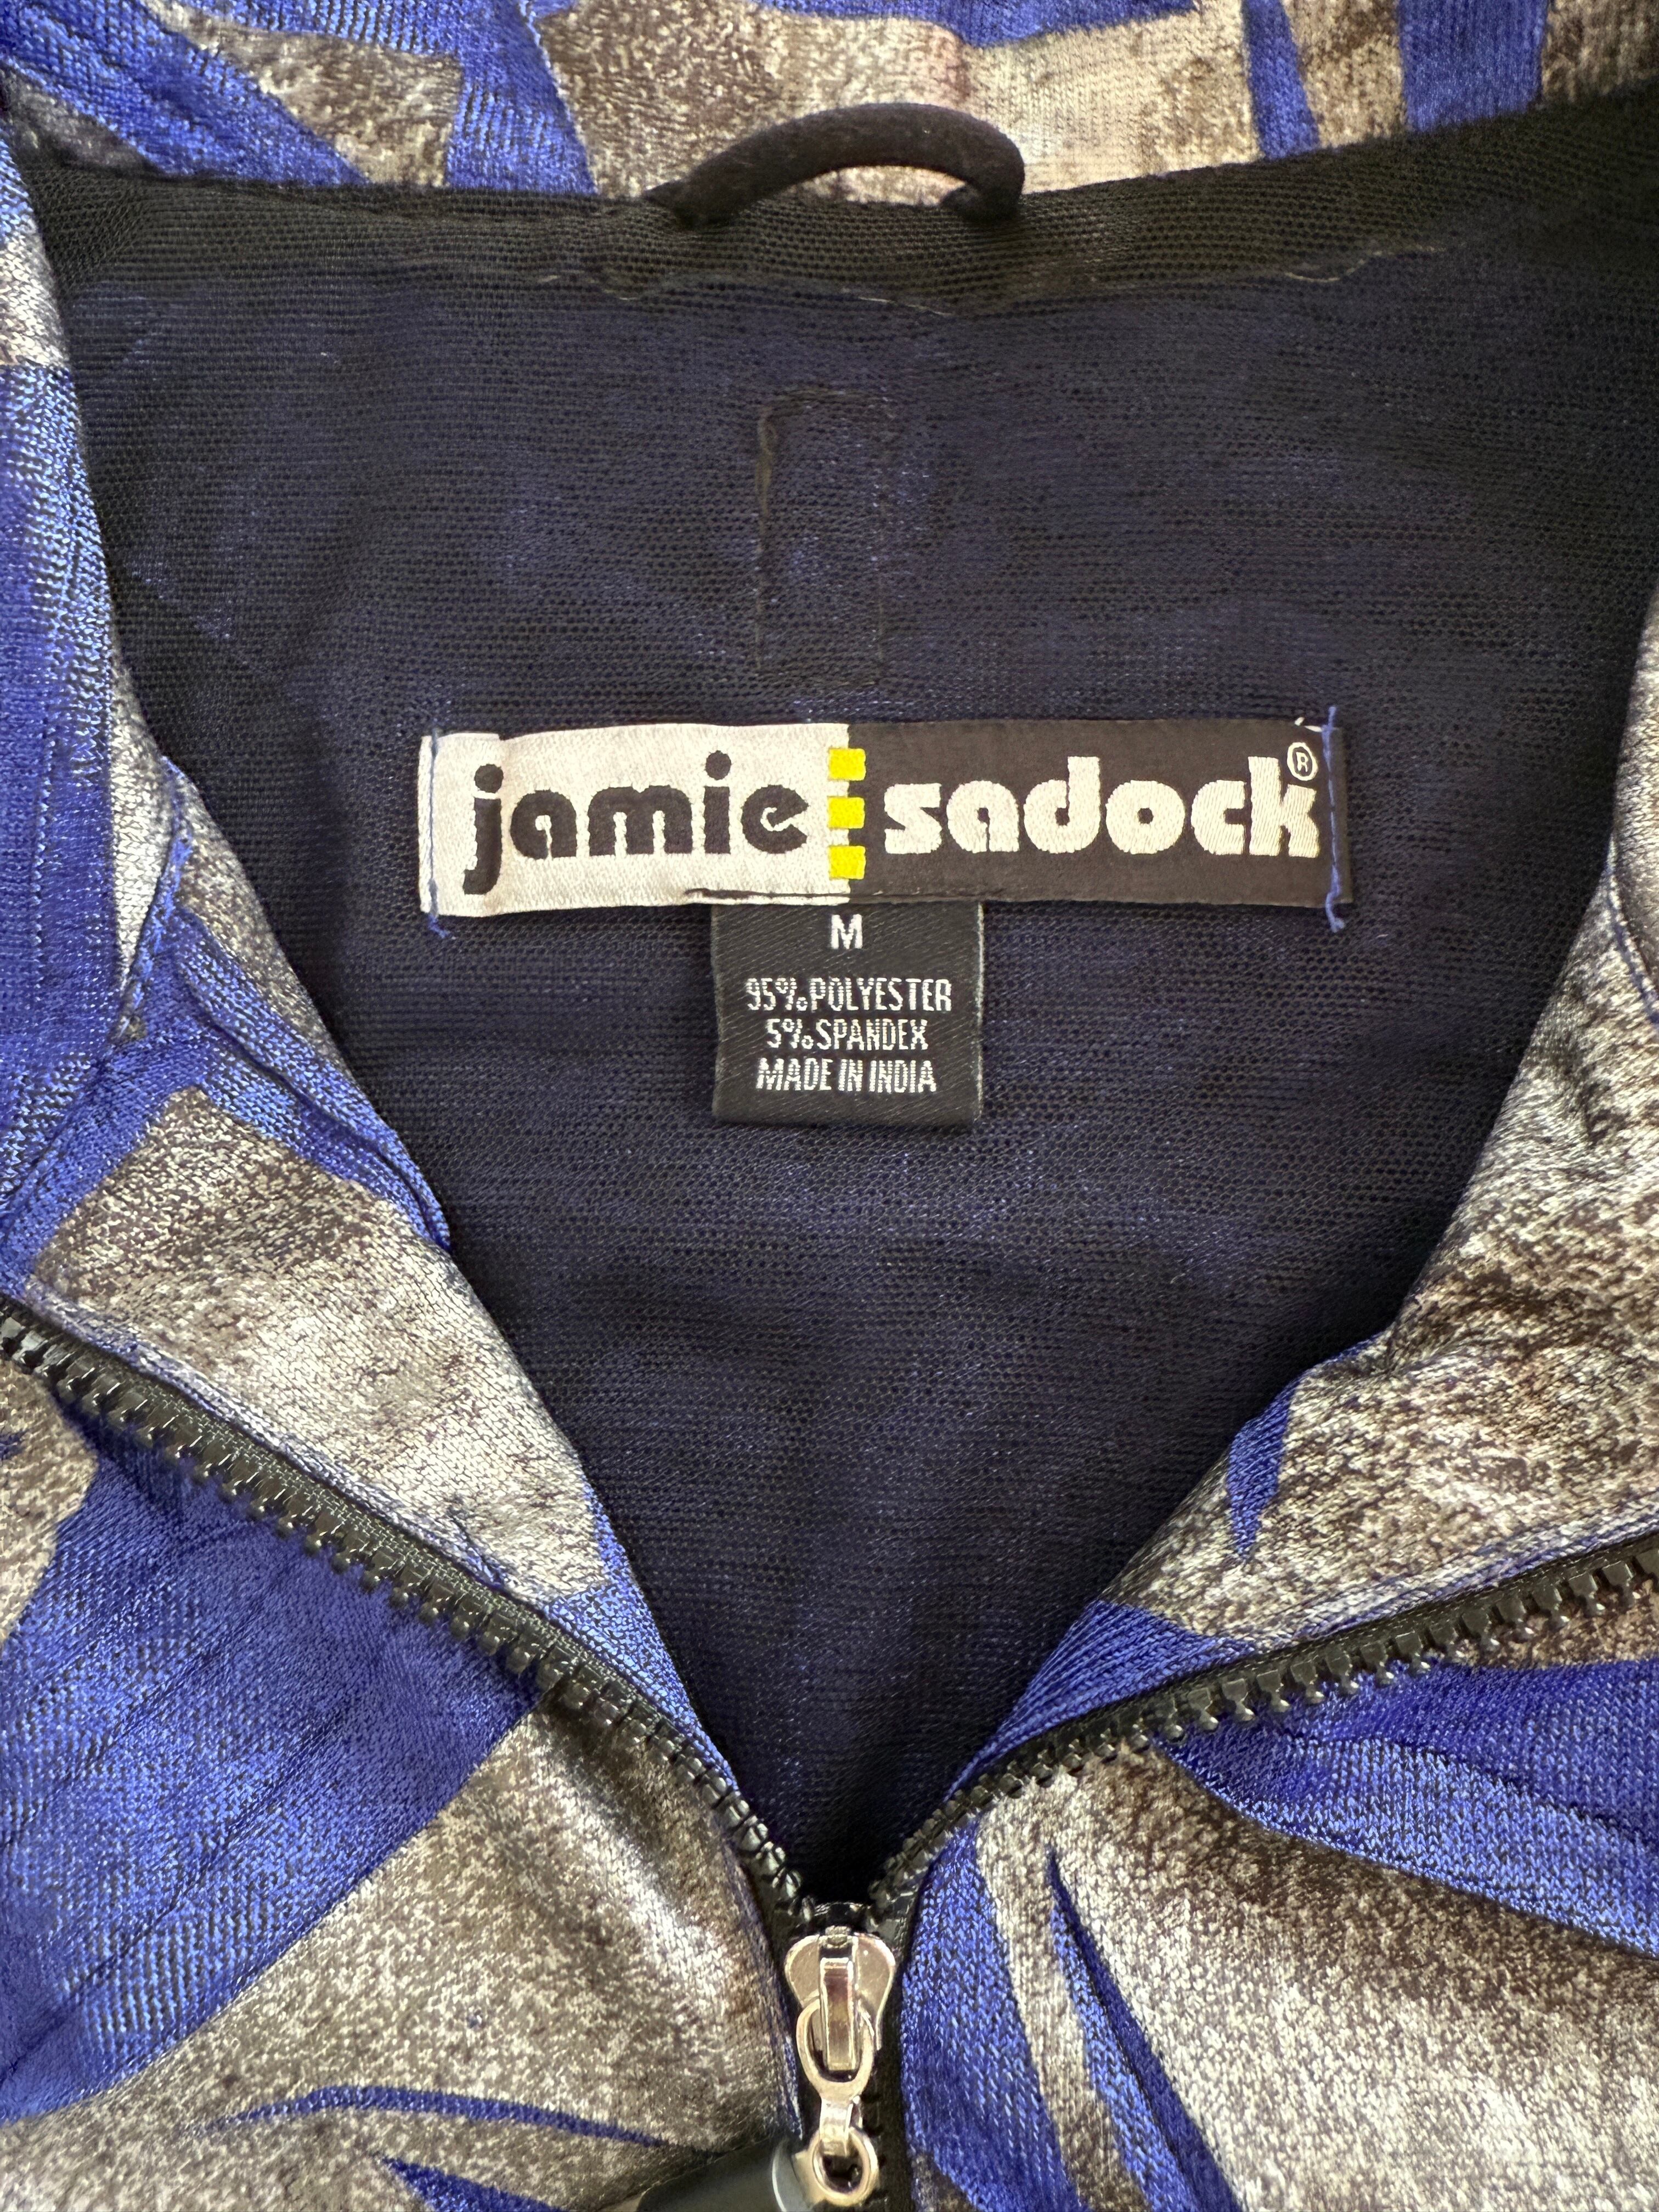 jamie sadock®
M
95% POLYESTER
5% SPANDEX
MADE IN INDIA